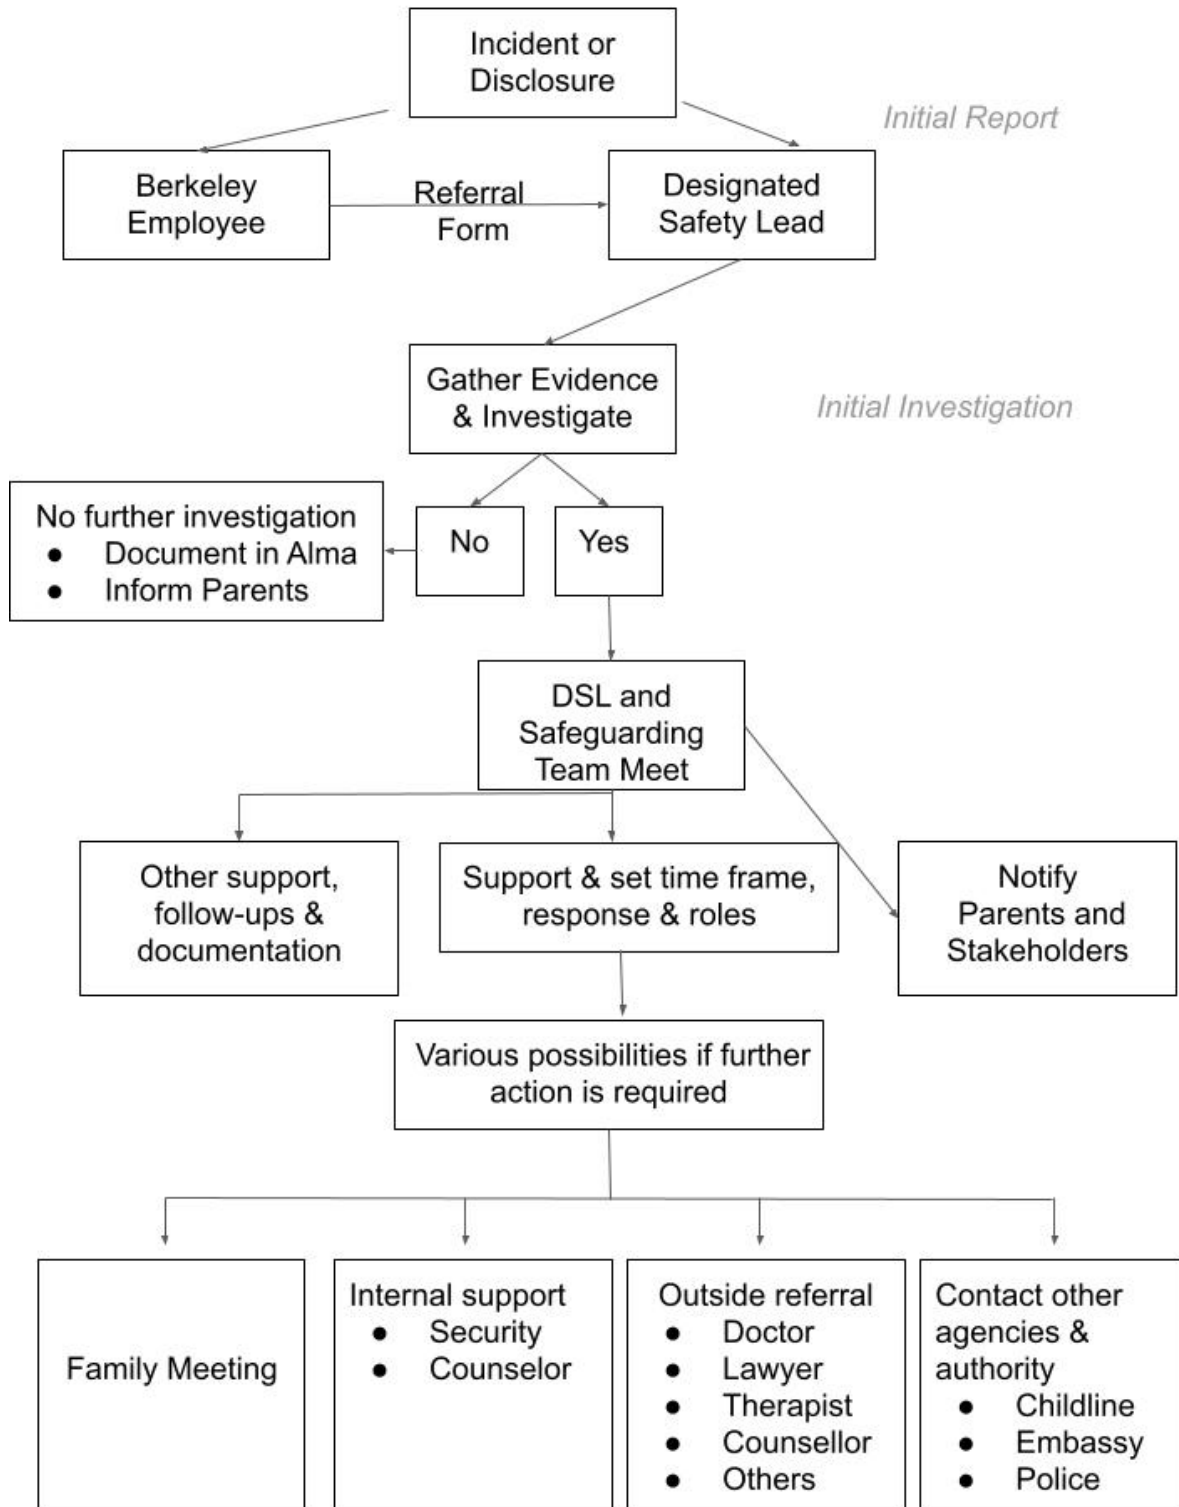 Incident or
Disclosure
Initial Report
Berkeley
Employee
Referral
Form
Designated
Safety Lead
Gather Evidence
& Investigate
Initial Investigation
No further investigation
● Document in Alma
● Inform Parents
No
Yes
DSL and
Safeguarding
Team Meet
Other support,
follow-ups &
documentation
Support & set time frame,
response & roles
Notify
Parents and
Stakeholders
Various possibilities if further
action is required
Family Meeting
Internal support
● Security
● Counselor
Outside referral
● Doctor
● Lawyer
● Therapist
● Counsellor
● Others
Contact other
agencies &
authority
● Childline
● Embassy
● Police